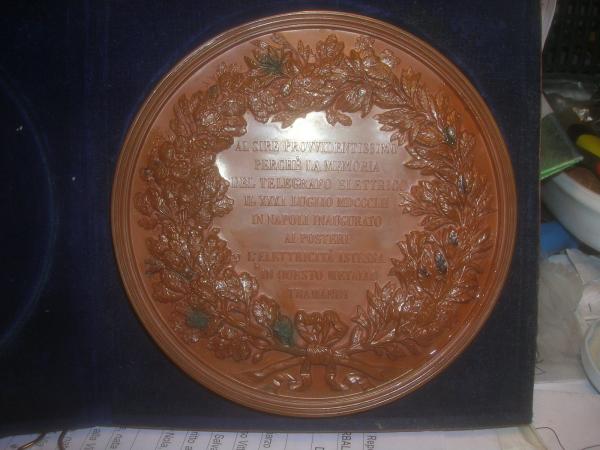 AL SIRE PROVVIDENTISSIMO
PERCHÈ LA MEMORIA
DEL TELEGRAFO ELETTRICO
IL XXXI LUGLIO MDCCCLII
IN NAPOLI INAUGURATO
AI POSTERI
L'ELETTRICITÀ ISTESSA
IN QUESTO METALLO
TRAMANDI